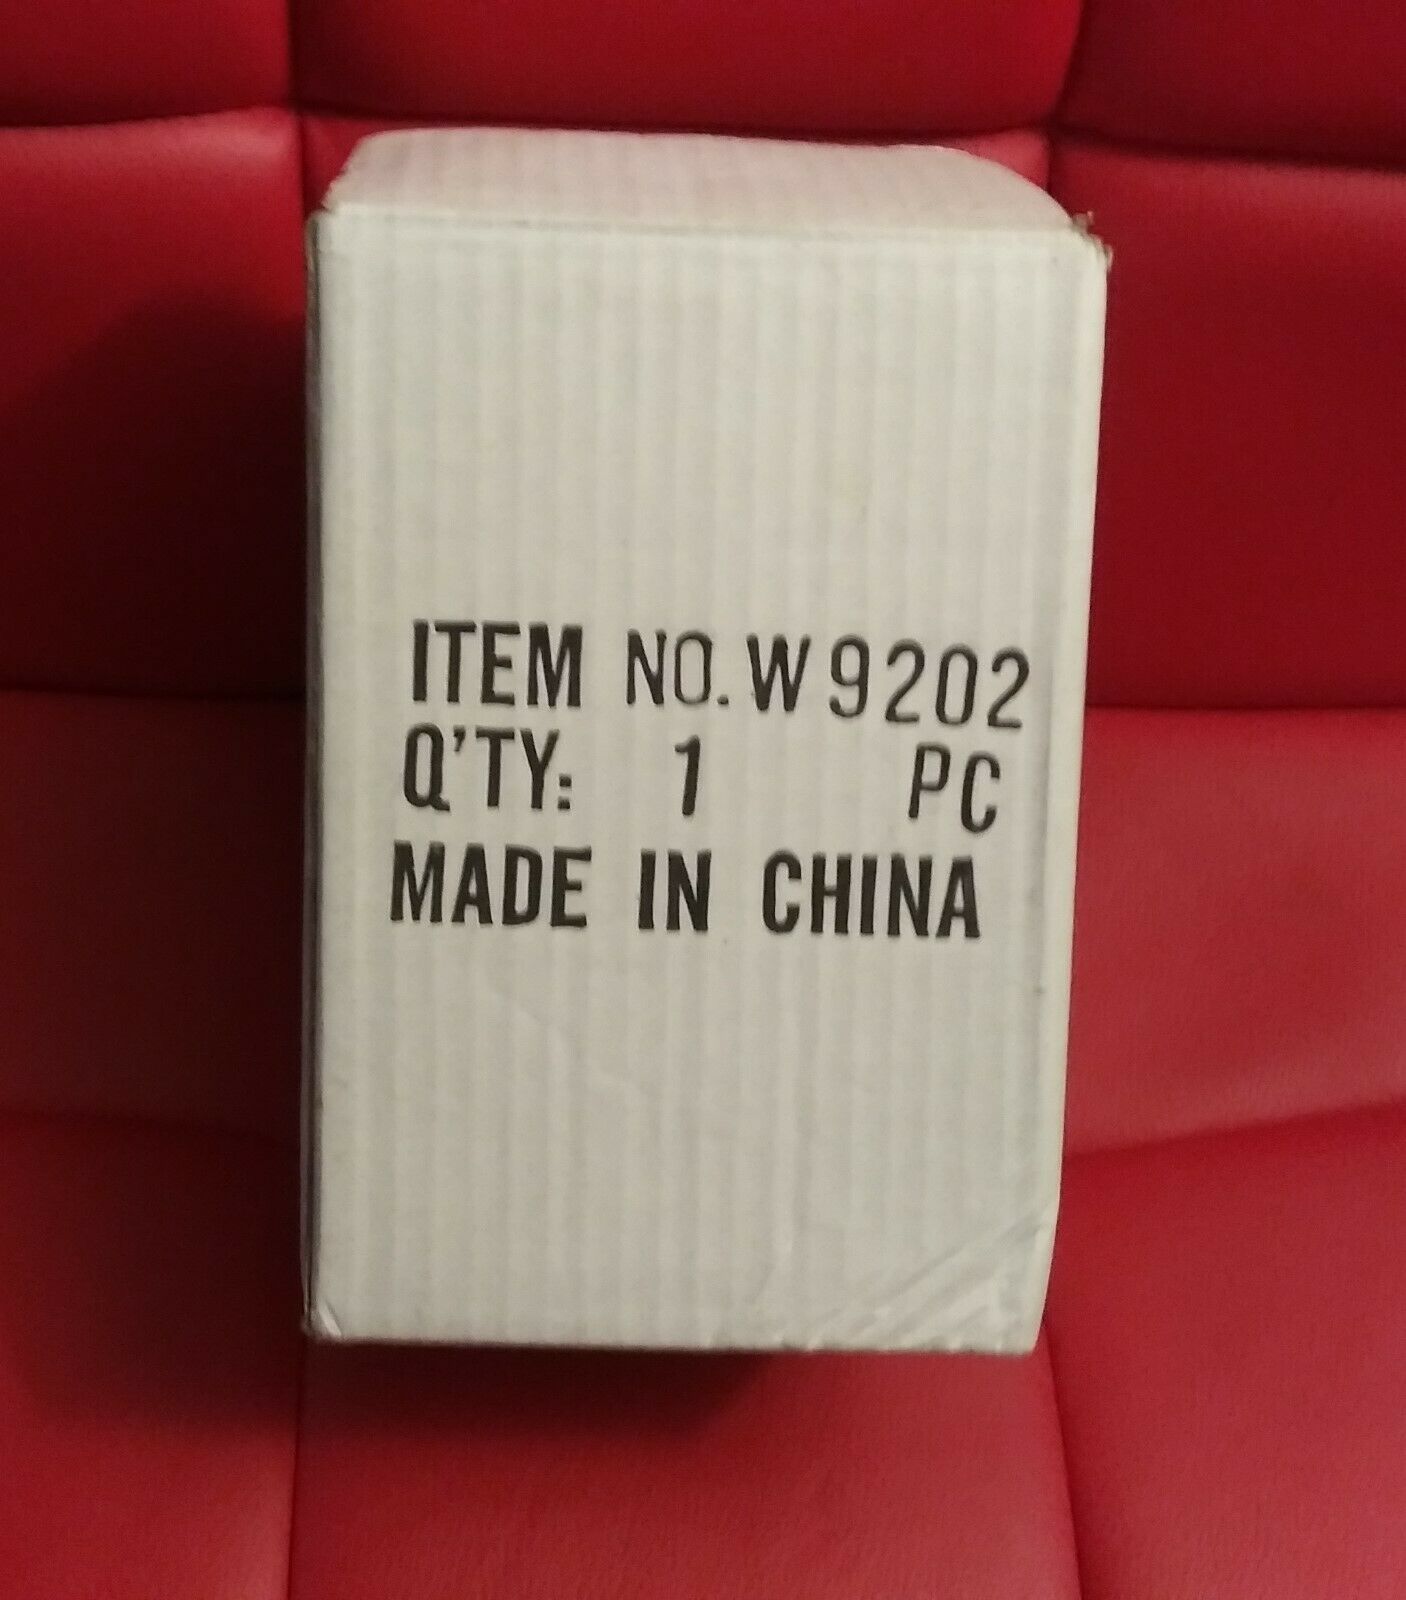 ITEM NO. W9202
Q'TY: 1 PC
MADE IN CHINA